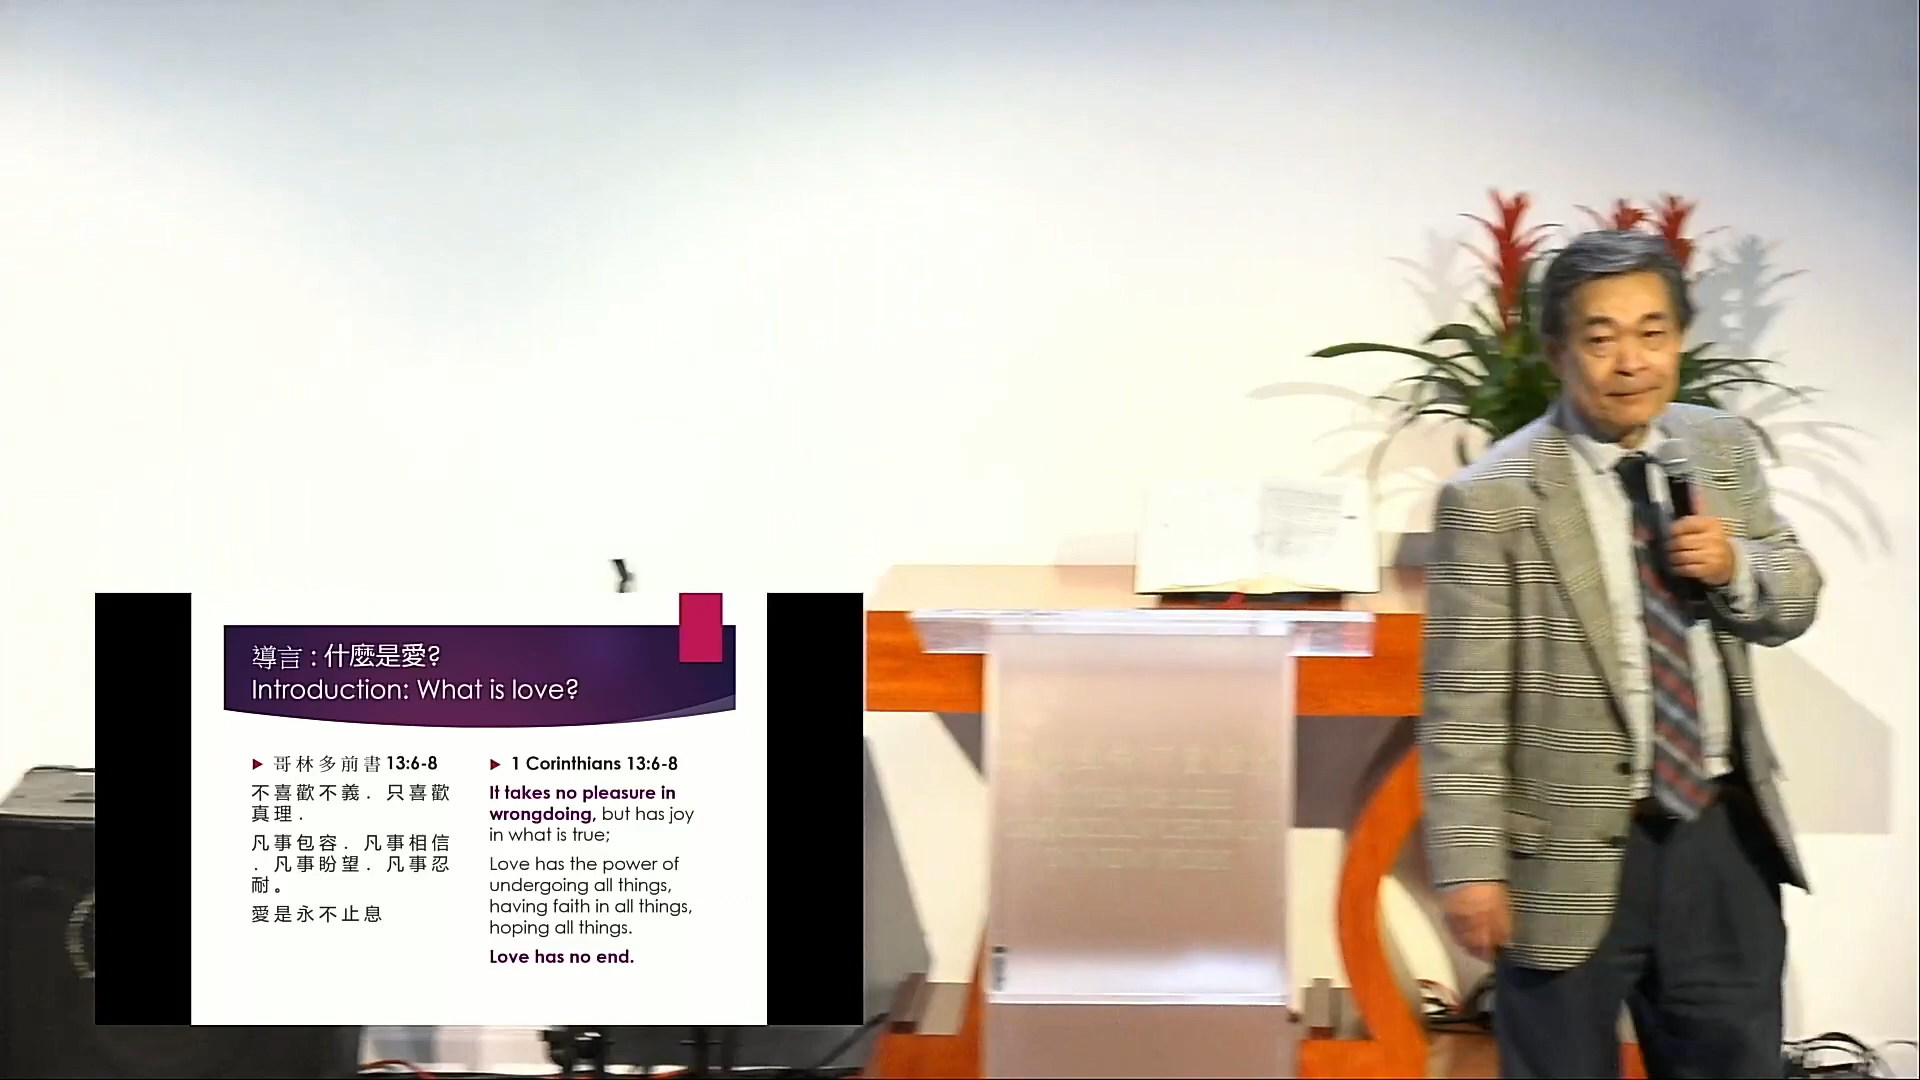 導言 : 什麼是愛?
Introduction: What is love?
哥林多前書 13:6-8
不喜歡不義．只喜歡
真理．
凡事包容．凡事相信
．凡事盼望．凡事忍
耐。
愛是永不止息
1 Corinthians 13:6-8
It takes no pleasure in
wrongdoing, but has joy
in what is true;
Love has the power of
undergoing all things,
having faith in all things,
hoping all things.
Love has no end.